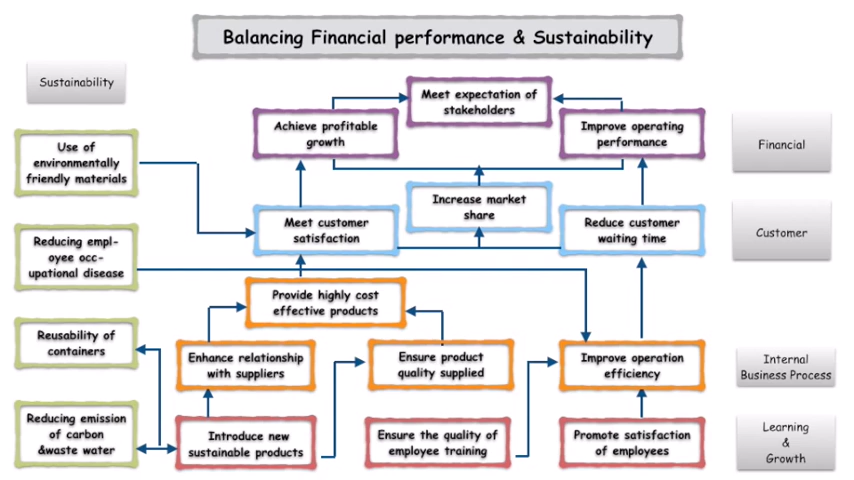 Balancing Financial performance & Sustainability
Sustainability
Meet expectation of
stakeholders
Achieve profitable
growth
Improve operating
performance
Financial
Use of
environmentally
friendly materials
Increase market
share
Meet customer
satisfaction
Reduce customer
waiting time
Customer
Reducing empl-
oyee occ-
upational disease
Provide highly cost
effective products
Reusability of
containers
Enhance relationship
with suppliers
Ensure product
quality supplied
Improve operation
efficiency
Internal
Business Process
Reducing emission
of carbon
&waste water
Introduce new
sustainable products
Ensure the quality of
employee training
Promote satisfaction
of employees
Learning
&
Growth